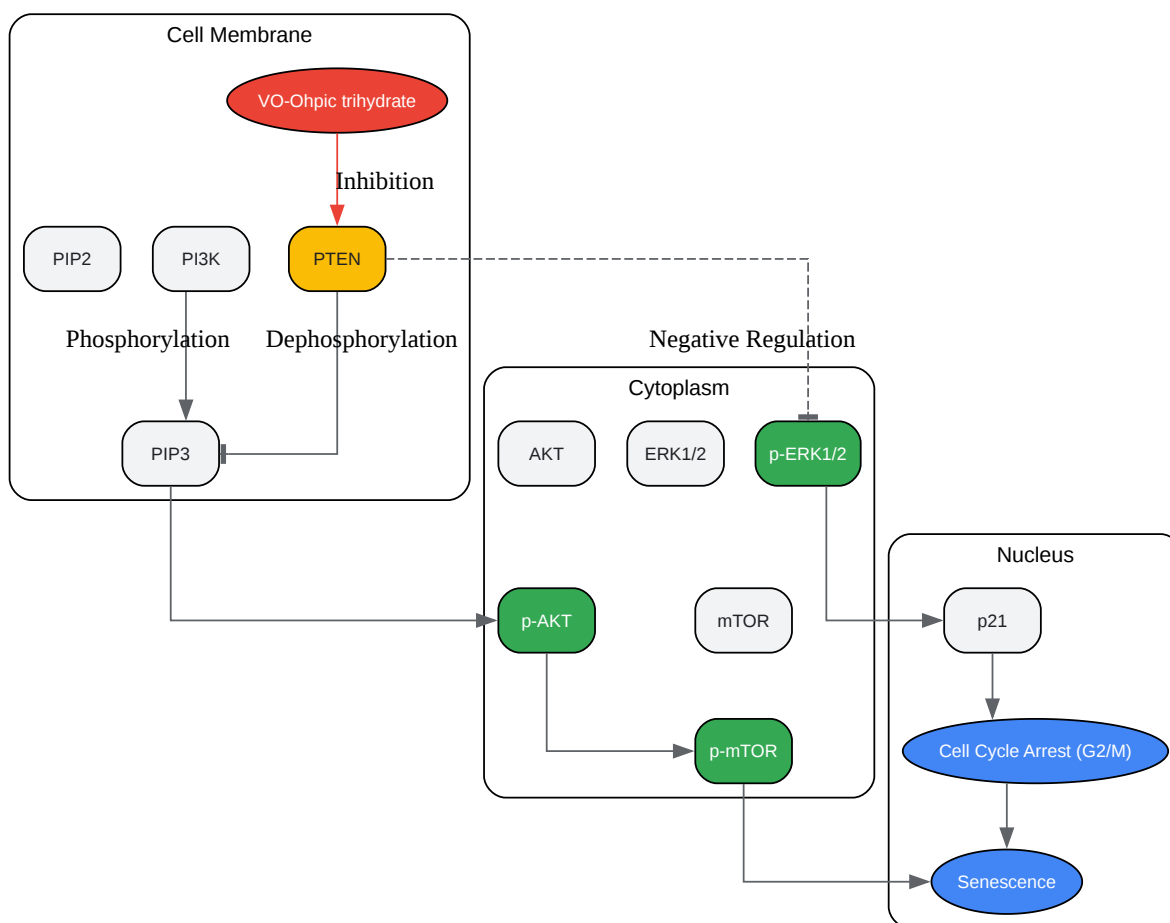 Cell Membrane
VO-Ohpic trihydrate
Inhibition
PIP2
PI3K
PTEN
Phosphorylation
Dephosphorylation
Negative Regulation
PIP3
Cytoplasm
AKT
ERK1/2
p-ERK1/2
Nucleus
p-AKT
mTOR
p21
p-mTOR
Cell Cycle Arrest (G2/M)
Senescence